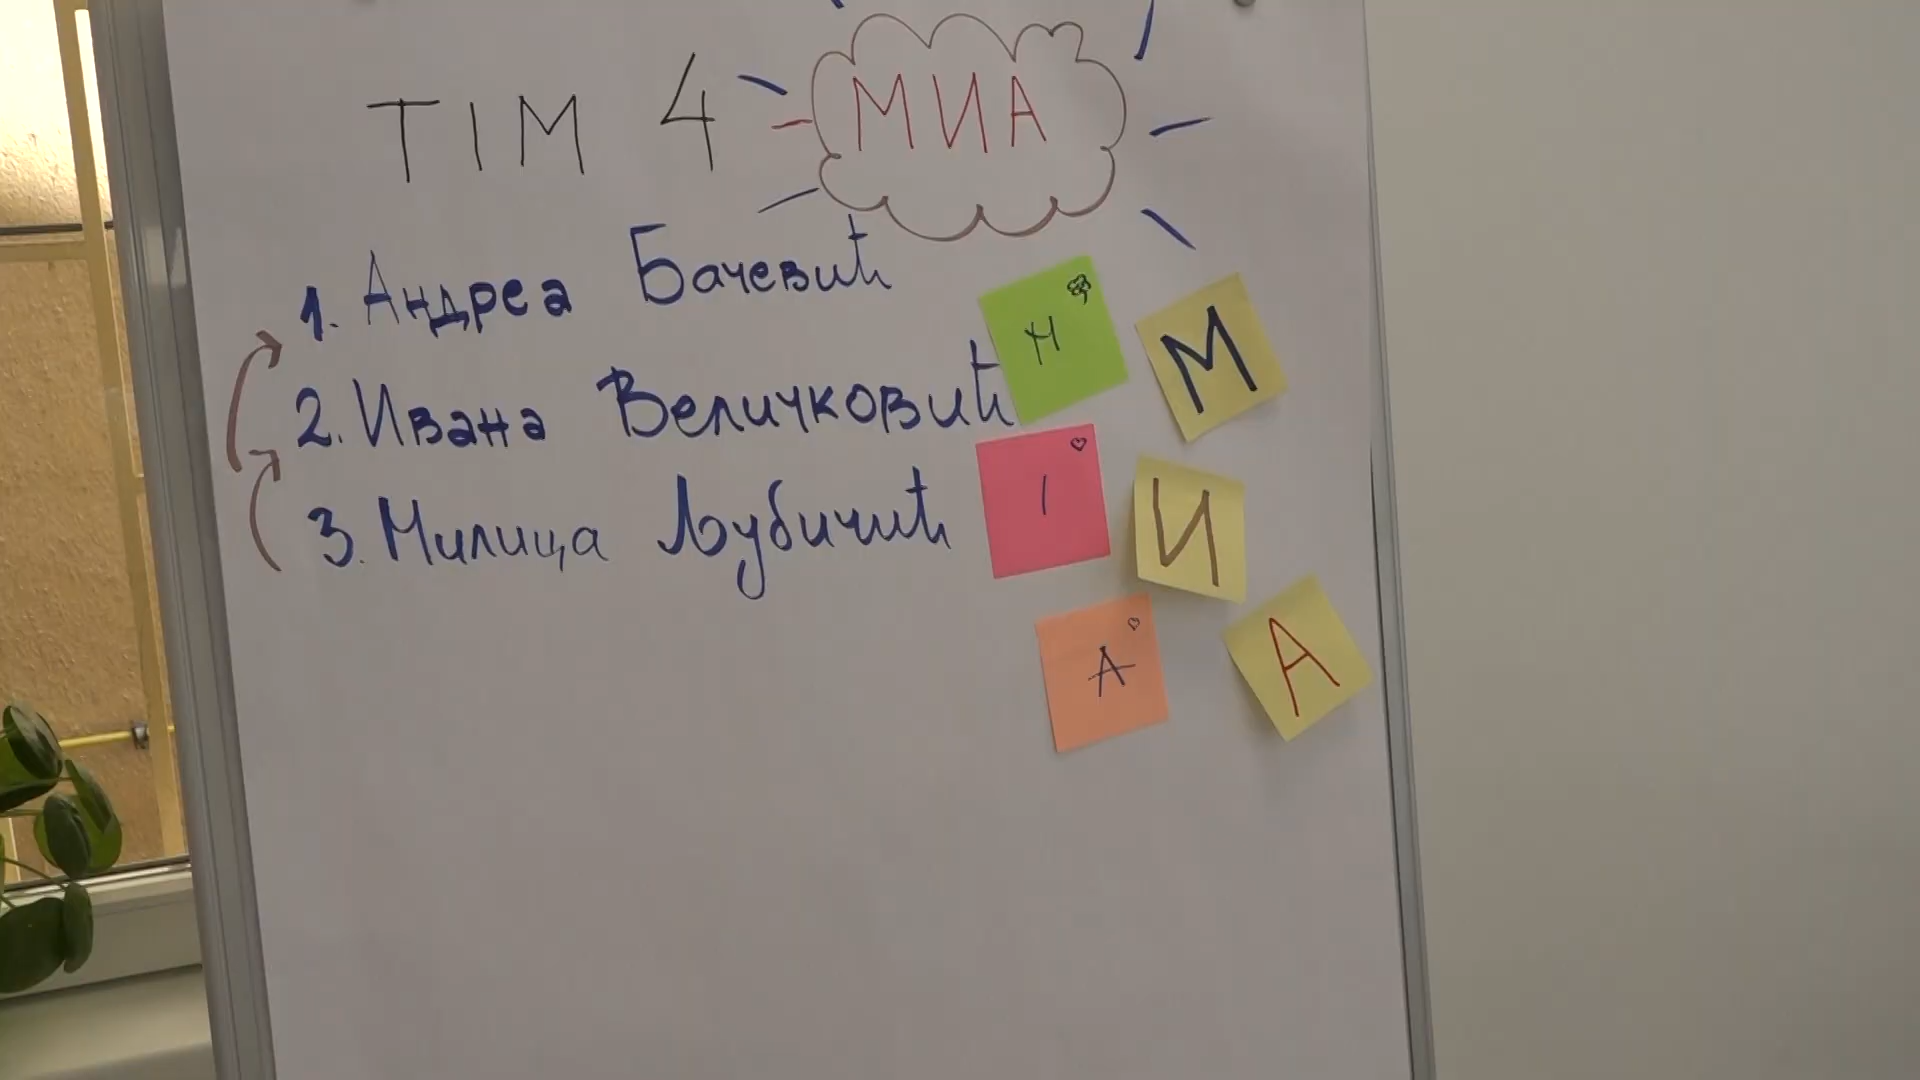 TIM 4 МИА
1. Андреа Бачевић
2. Ивана Величковић
3. Милица Љубичић
M М
I И
A А